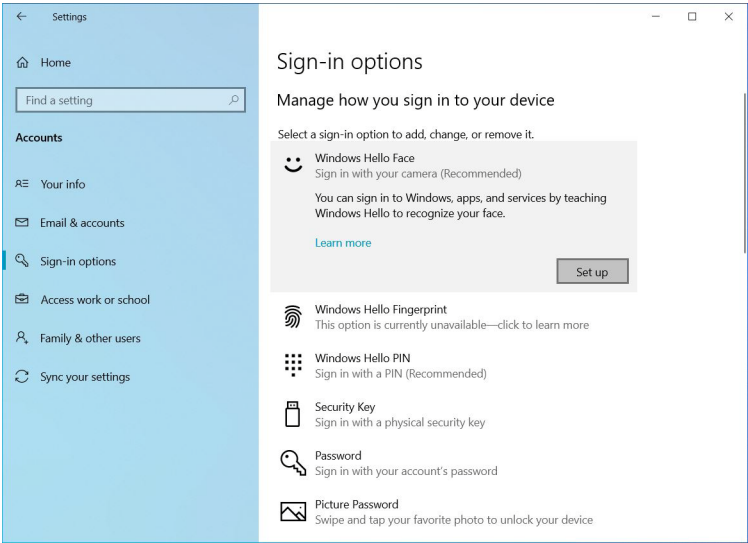 Settings
Home
Find a setting
Accounts
Your info
Email & accounts
Sign-in options
Access work or school
Family & other users
Sync your settings
Sign-in options
Manage how you sign in to your device
Select a sign-in option to add, change, or remove it.
Windows Hello Face
Sign in with your camera (Recommended)
You can sign in to Windows, apps, and services by teaching
Windows Hello to recognize your face.
Learn more
Set up
Windows Hello Fingerprint
This option is currently unavailable—click to learn more
Windows Hello PIN
Sign in with a PIN (Recommended)
Security Key
Sign in with a physical security key
Password
Sign in with your account's password
Picture Password
Swipe and tap your favorite photo to unlock your device